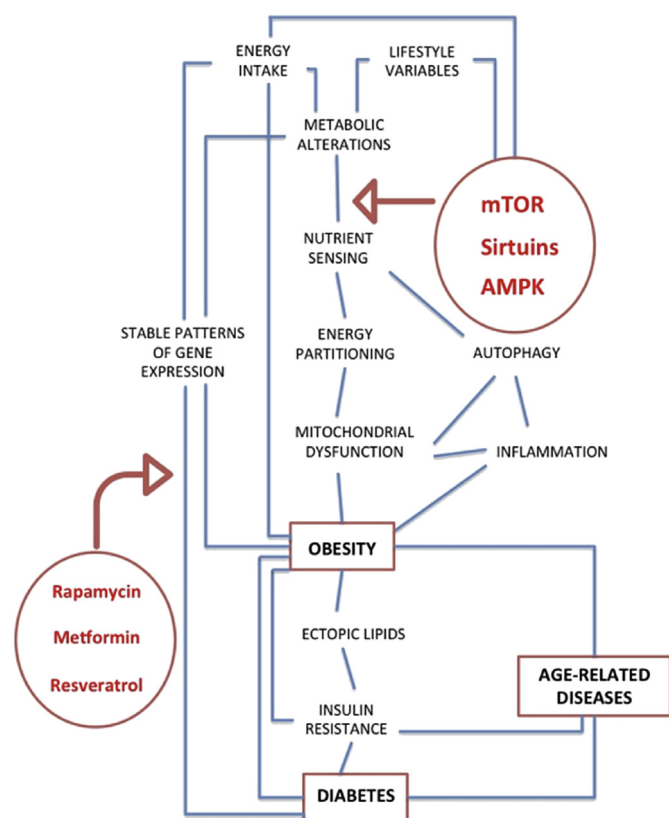 ENERGY
INTAKE
LIFESTYLE
VARIABLES
METABOLIC
ALTERATIONS
mTOR
Sirtuins
AMPK
NUTRIENT
SENSING
STABLE PATTERNS
OF GENE
EXPRESSION
ENERGY
PARTITIONING
AUTOPHAGY
MITOCHONDRIAL
DYSFUNCTION
INFLAMMATION
OBESITY
Rapamycin
Metformin
Resveratrol
ECTOPIC LIPIDS
AGE-RELATED
DISEASES
INSULIN
RESISTANCE
DIABETES